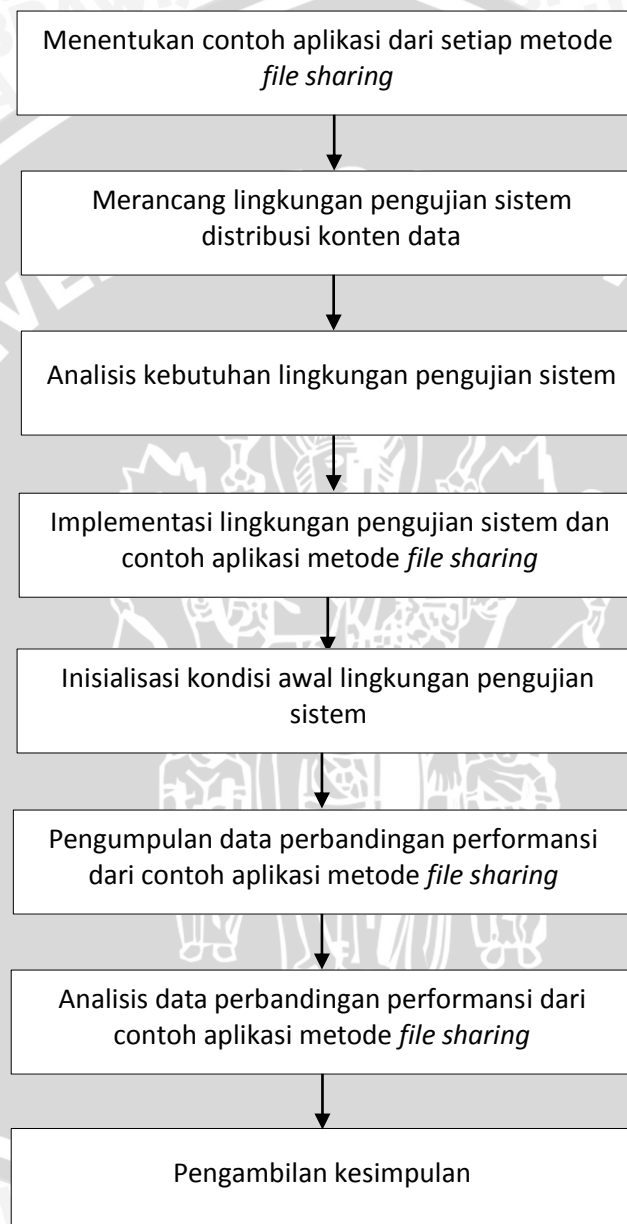 Menentukan contoh aplikasi dari setiap metode
file sharing
Merancang lingkungan pengujian sistem
distribusi konten data
Analisis kebutuhan lingkungan pengujian sistem
Implementasi lingkungan pengujian sistem dan
contoh aplikasi metode file sharing
Inisialisasi kondisi awal lingkungan pengujian
sistem
Pengumpulan data perbandingan performansi
dari contoh aplikasi metode file sharing
Analisis data perbandingan performansi dari
contoh aplikasi metode file sharing
Pengambilan kesimpulan